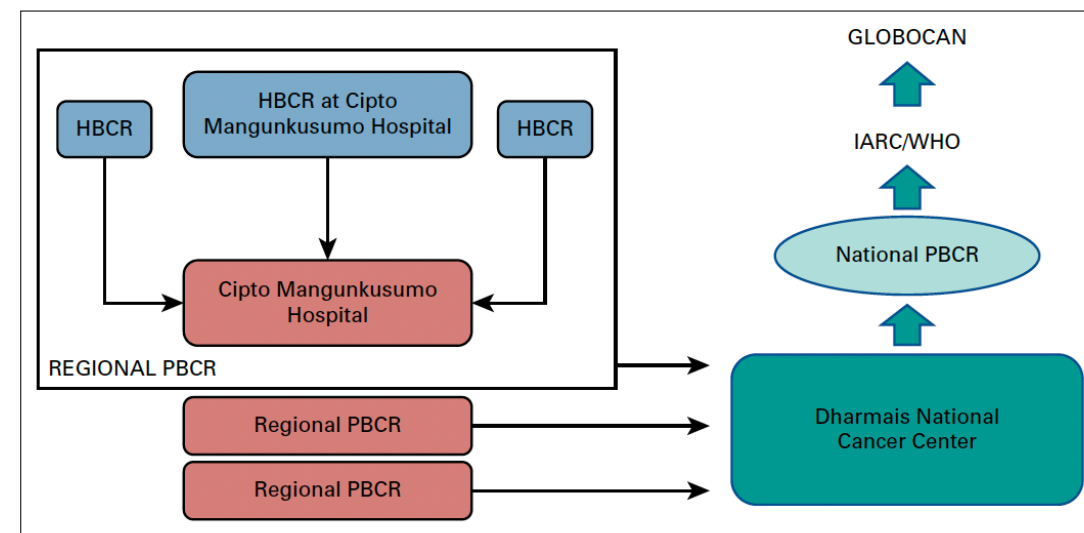 HBCR
HBCR at Cipto
Mangunkusumo Hospital
HBCR
Cipto Mangunkusumo
Hospital
REGIONAL PBCR
Regional PBCR
Regional PBCR
GLOBOCAN
IARC/WHO
National PBCR
Dharmais National
Cancer Center